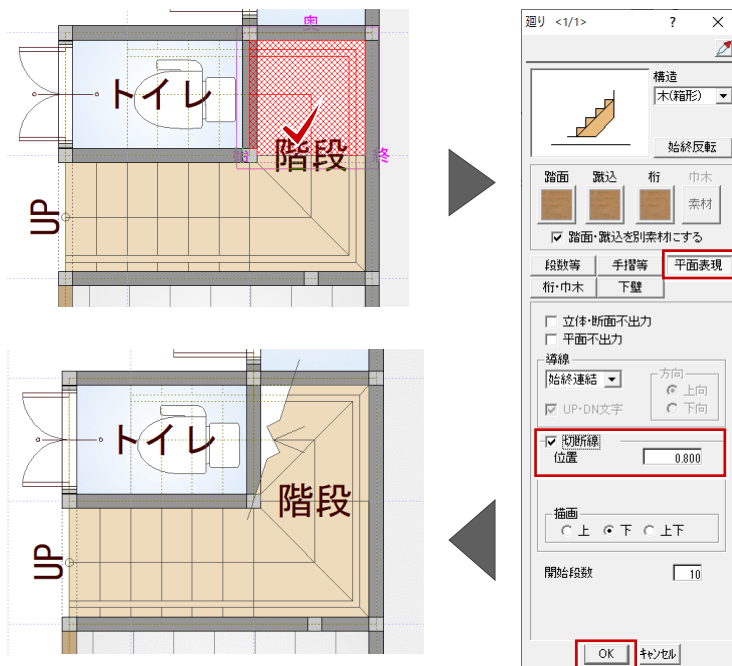 奥
トイレ
階段
始
終
UP
廻り <1/1>
?
×
構造
木(箱形)
始終反転
踏面
蹴込
桁
巾木
素材
踏面・蹴込を別素材にする
段数等
手摺等
平面表現
桁・巾木
下壁
立体・断面不出力
平面不出力
導線
始終連結
方向
上向
下向
UP・DN文字
切断線
位置
0.800
描画
上
下
上下
開始段数
10
OK
キャンセル
トイレ
階段
UP